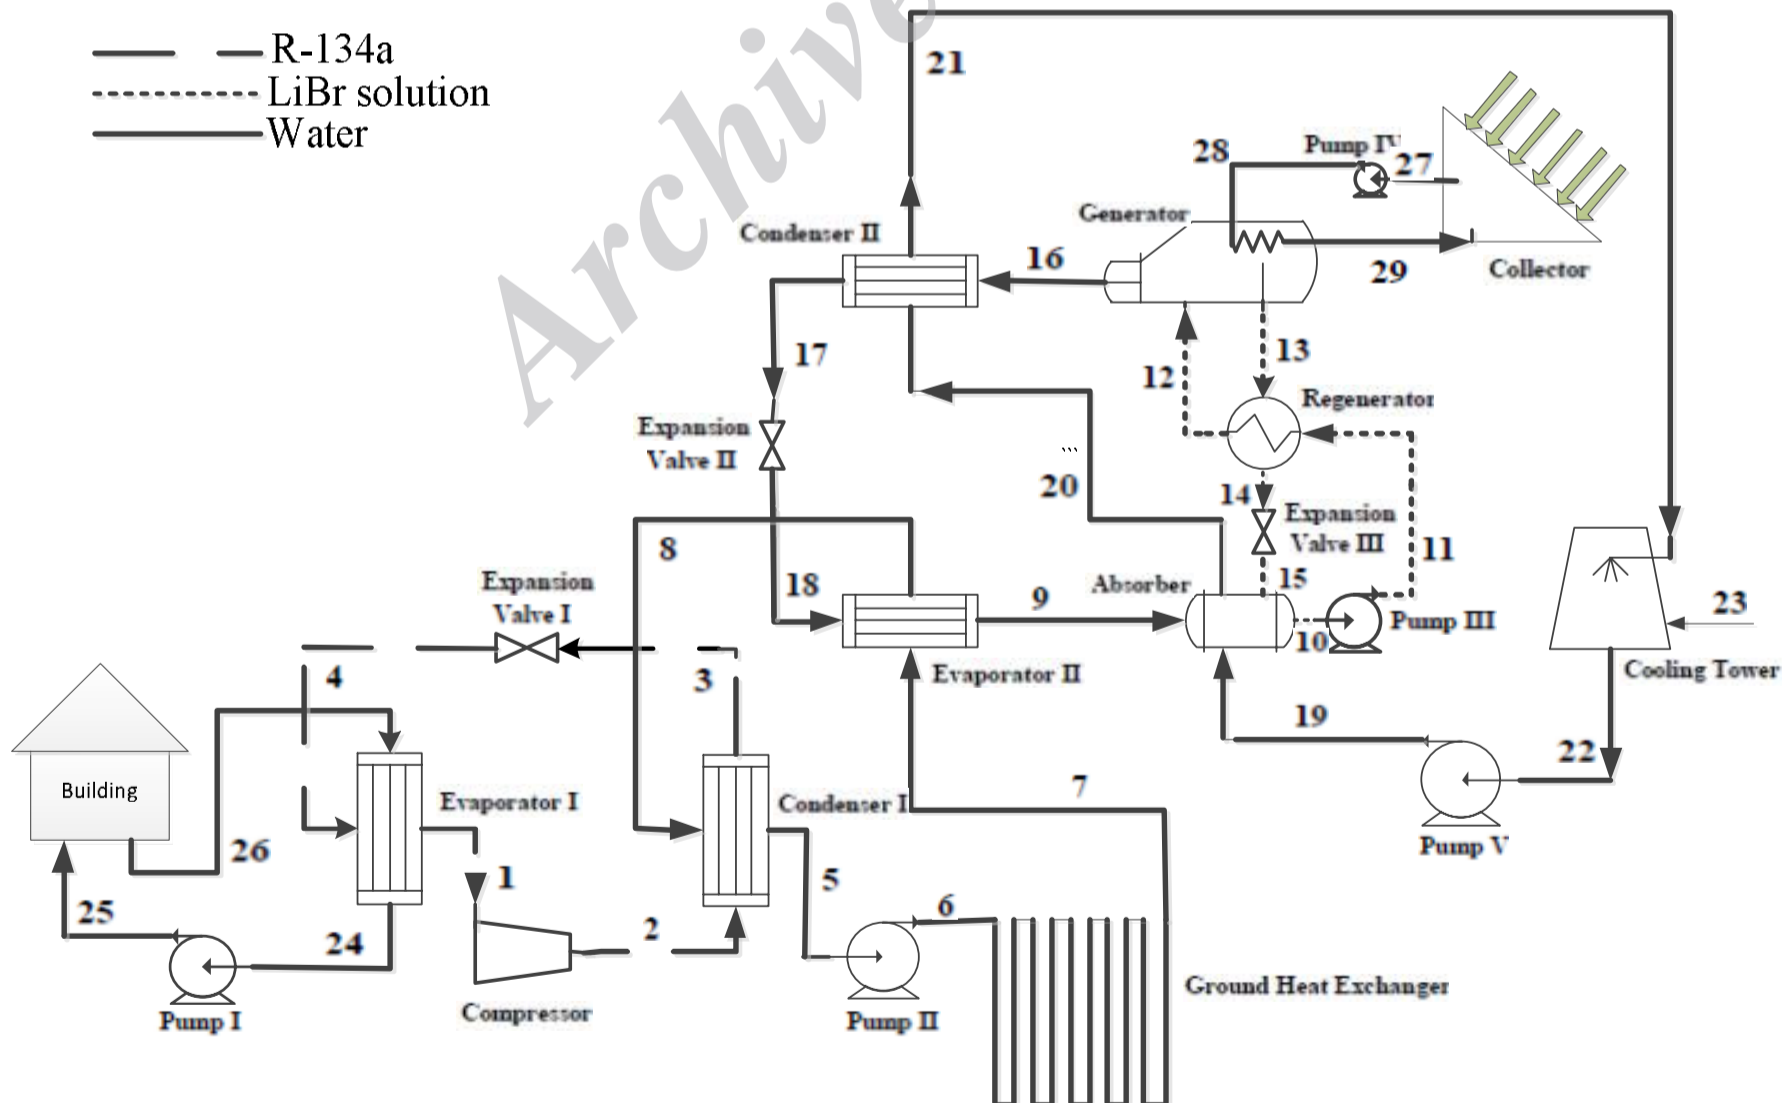 Archive
R-134a
LiBr solution
Water
21
28
Pump IV
27
Generator
Condenser II
16
29
Collector
17
13
12
Regenerator
Expansion
Valve II
20
14
Expansion
Valve III
11
8
Expansion
Valve I
18
9
Absorber
15
10
Pump III
23
Cooling Tower
4
3
Evaporator II
19
22
Building
Evaporator I
Condenser I
7
Pump V
26
1
5
25
24
2
6
Ground Heat Exchanger
Pump I
Compressor
Pump II